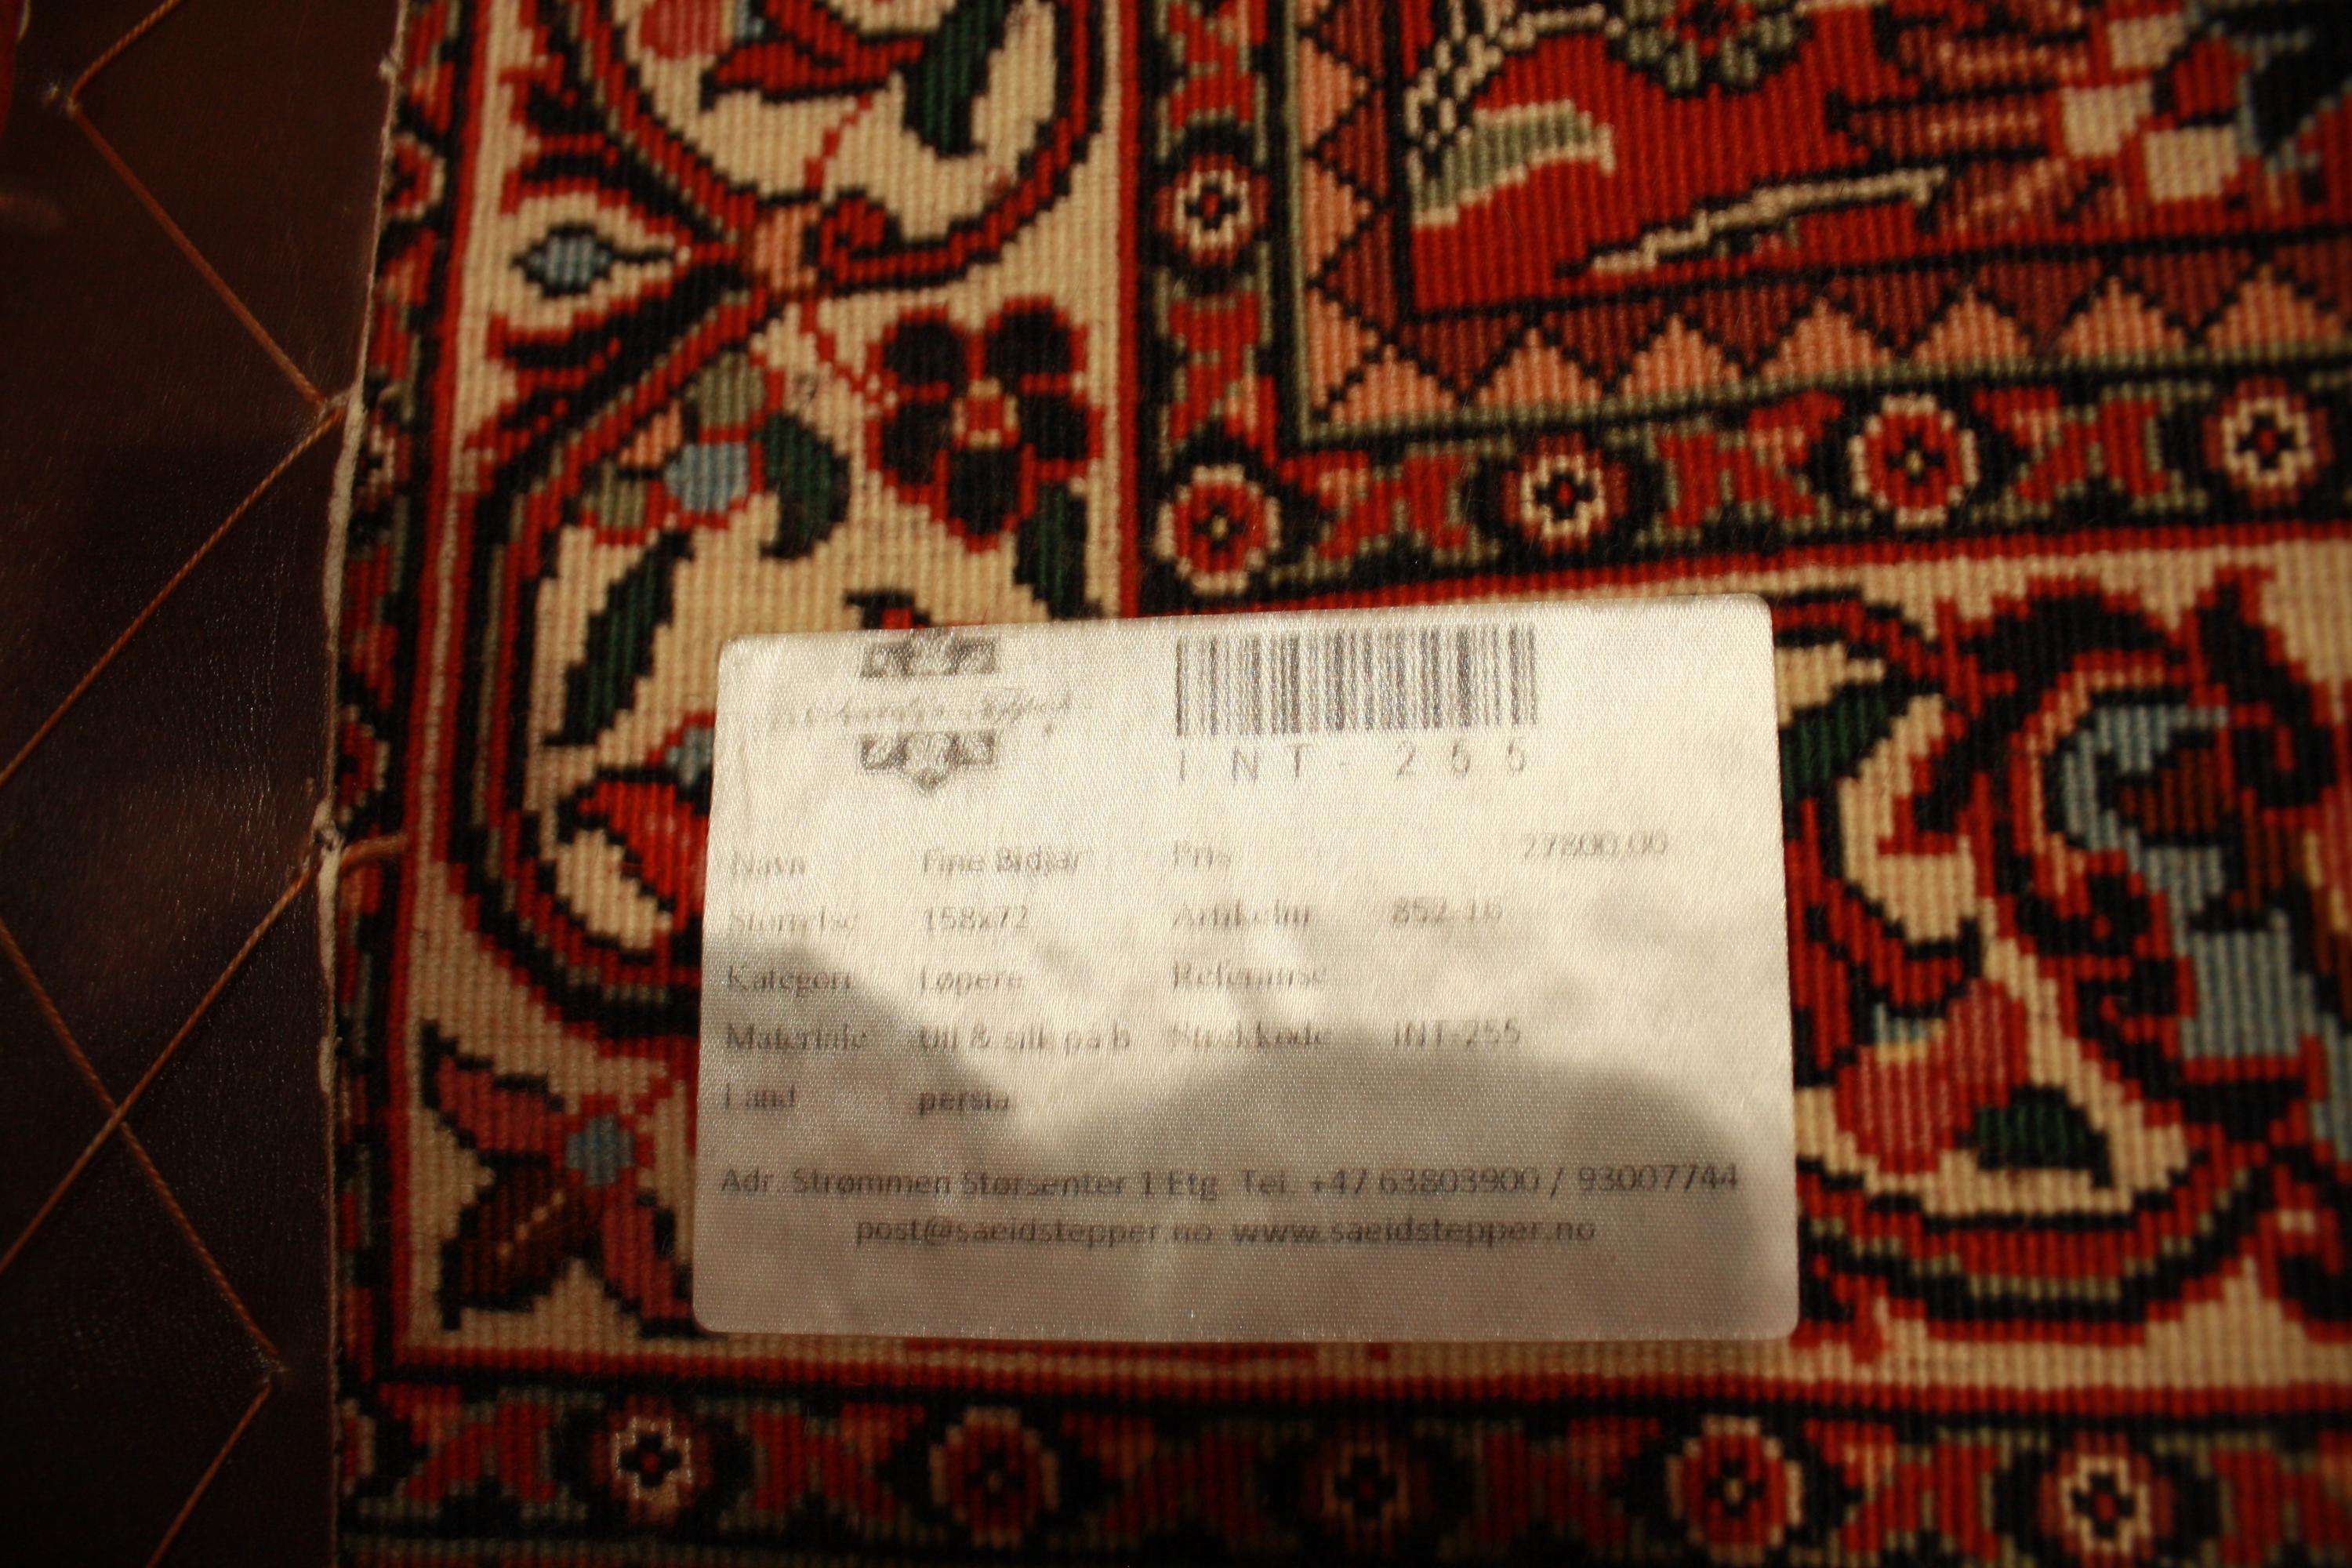 INT-255
Navn Fine Bidjar Pris 27800,00
Størrelse 158x72 Artikelnr 852-16
Kategori Løpere Referanse
Materiale Ull & silk på b Strekkode INT-255
Land persia
Adr. Strømmen Storsenter 1 Etg Tel. +47 63803900 / 93007744
post@saeidstepper.no www.saeidstepper.no